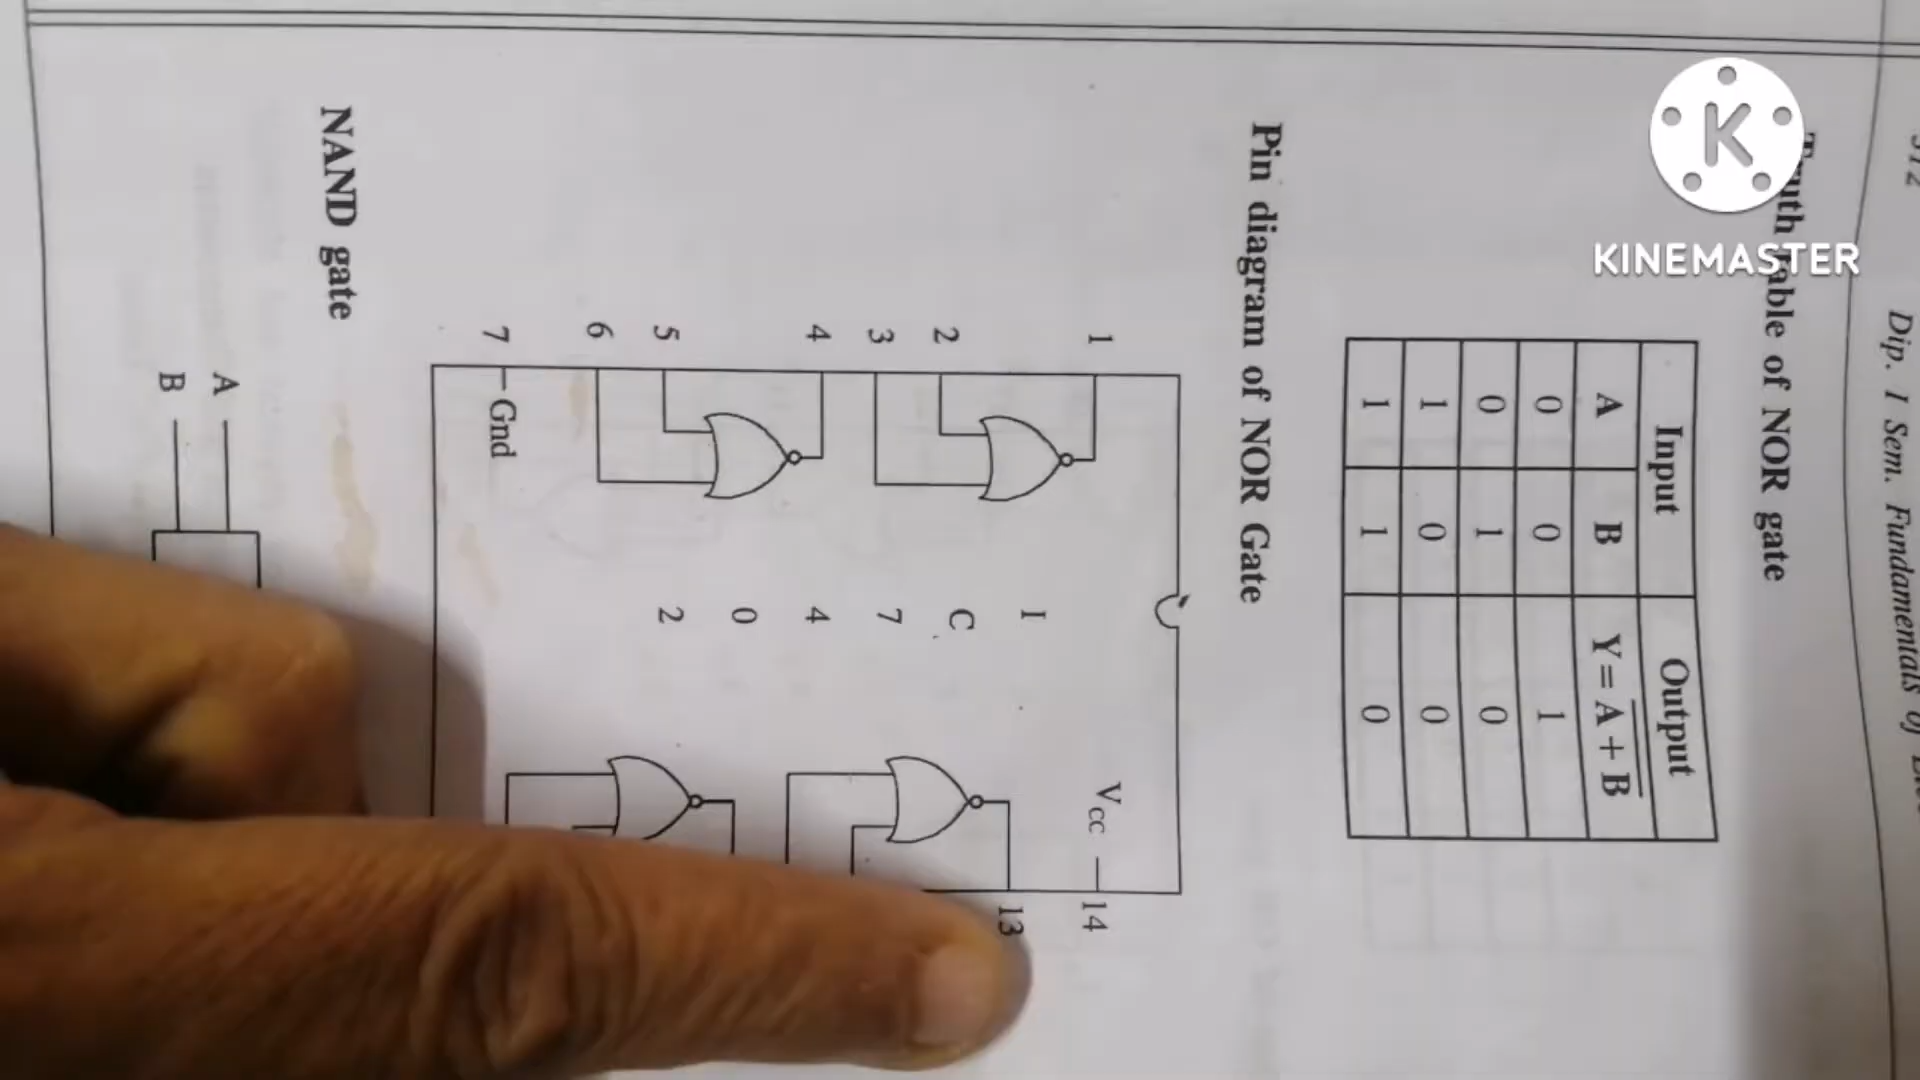 Dip. I Sem. Fundamentals of
Truth Table of NOR gate
Input Output
A B Y = A + B
0 0 1
0 1 0
1 0 0
1 1 0
Pin diagram of NOR Gate
1
2
3
4
5
6
7 Gnd
I
C
7
4
0
2
Vcc 14
13
NAND gate
A
B
K
KINEMASTER